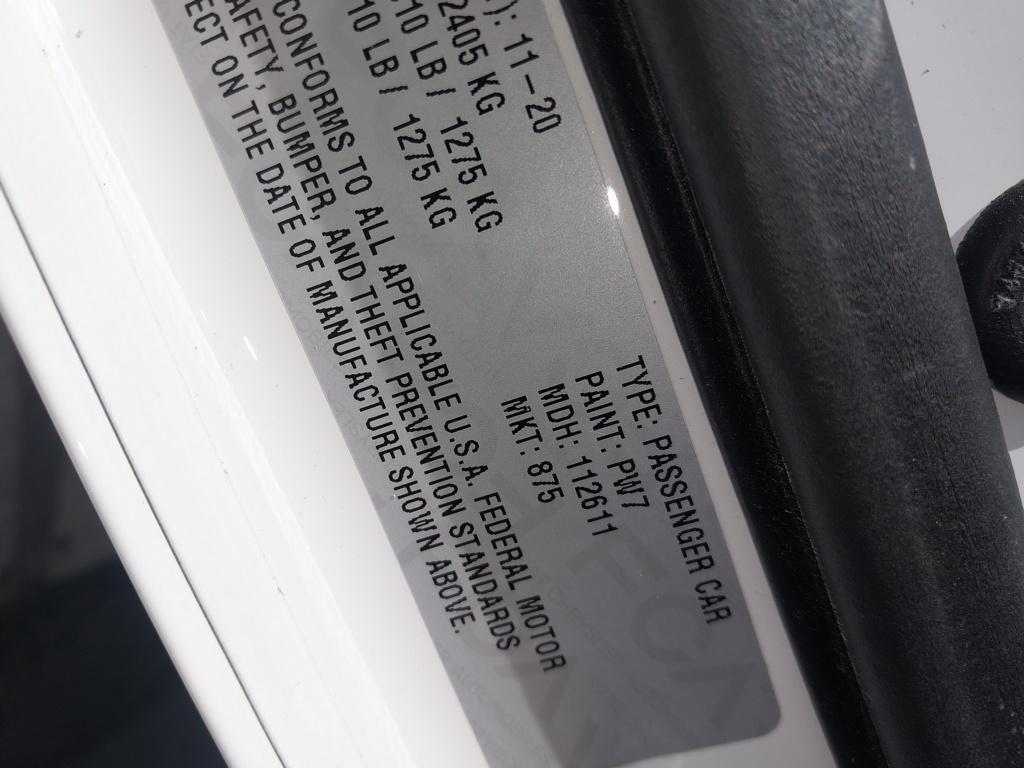 ): 11-20
2405 KG
10 LB / 1275 KG
10 LB / 1275 KG
CONFORMS TO ALL APPLICABLE U.S.A. FEDERAL MOTOR
AFETY, BUMPER, AND THEFT PREVENTION STANDARDS
ECT ON THE DATE OF MANUFACTURE SHOWN ABOVE.
TYPE: PASSENGER CAR
PAINT: PW7
MDH: 112611
MKT: 875
FCA